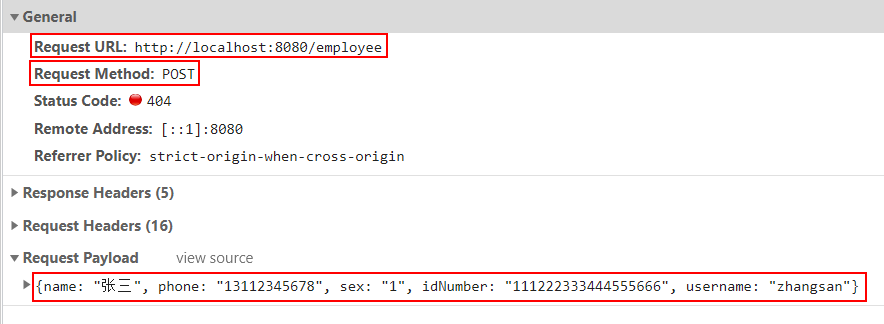 General
Request URL: http://localhost:8080/employee
Request Method: POST
Status Code: 404
Remote Address: [::1]:8080
Referrer Policy: strict-origin-when-cross-origin
Response Headers (5)
Request Headers (16)
Request Payload view source
{name: "张三", phone: "13112345678", sex: "1", idNumber: "111222333444555666", username: "zhangsan"}